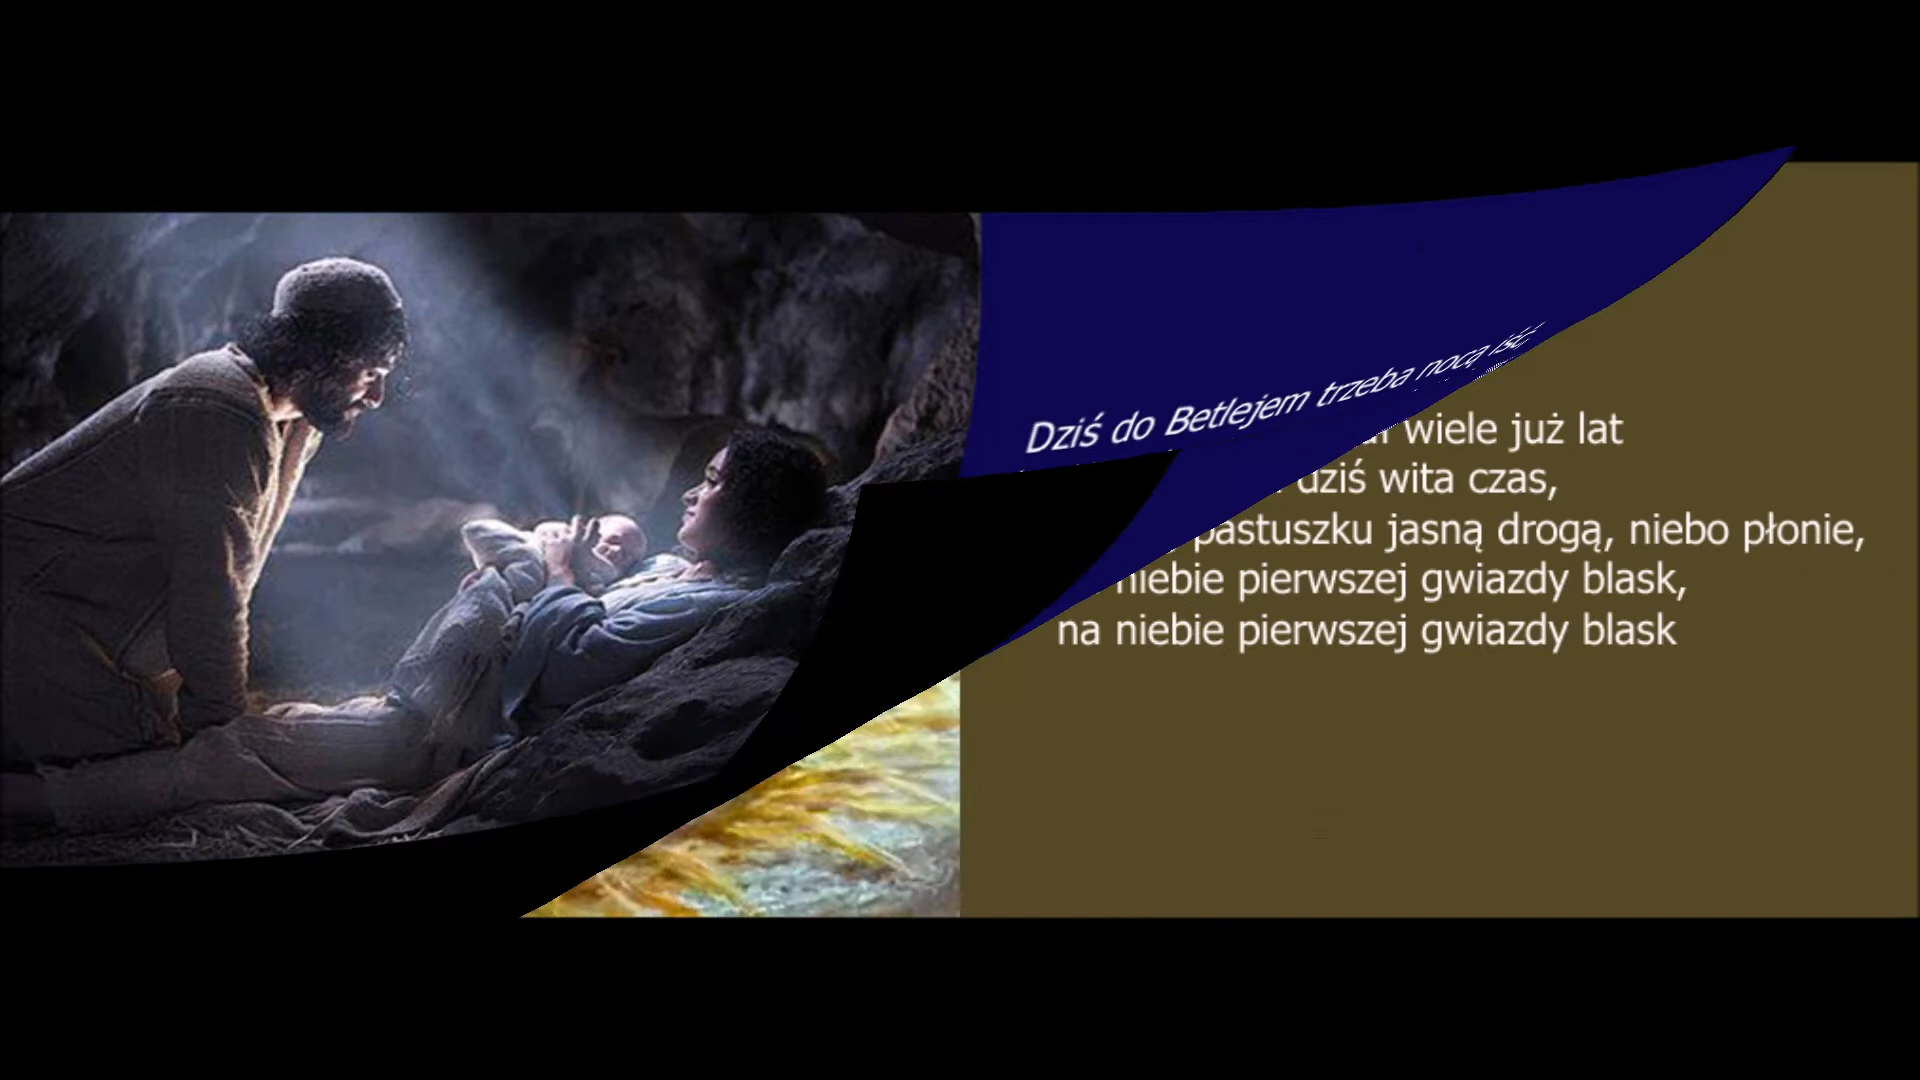 Dziś do Betlejem trzeba nocą iść,
wiele już lat
dziś wita czas,
pastuszku jasną drogą, niebo płonie,
niebie pierwszej gwiazdy blask,
na niebie pierwszej gwiazdy blask